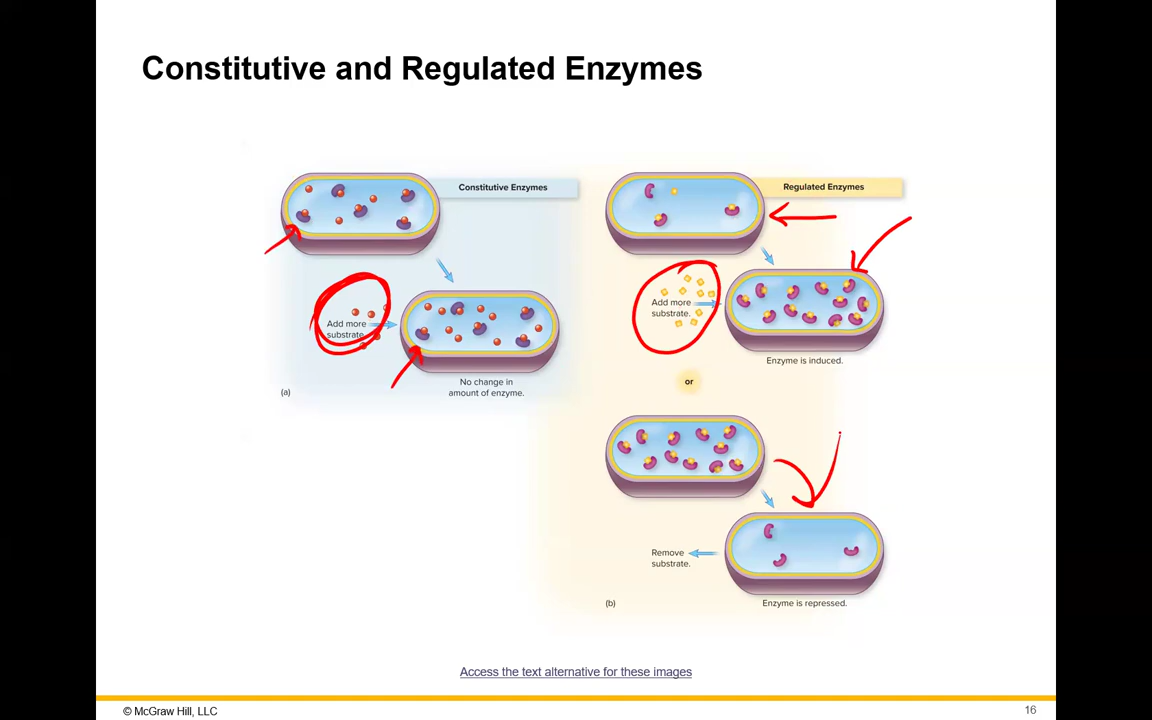 Constitutive and Regulated Enzymes
Constitutive Enzymes
Add more
substrate.
No change in
amount of enzyme.
(a)
Regulated Enzymes
Add more
substrate.
Enzyme is induced.
or
Remove
substrate.
Enzyme is repressed.
(b)
Access the text alternative for these images
© McGraw Hill, LLC
16